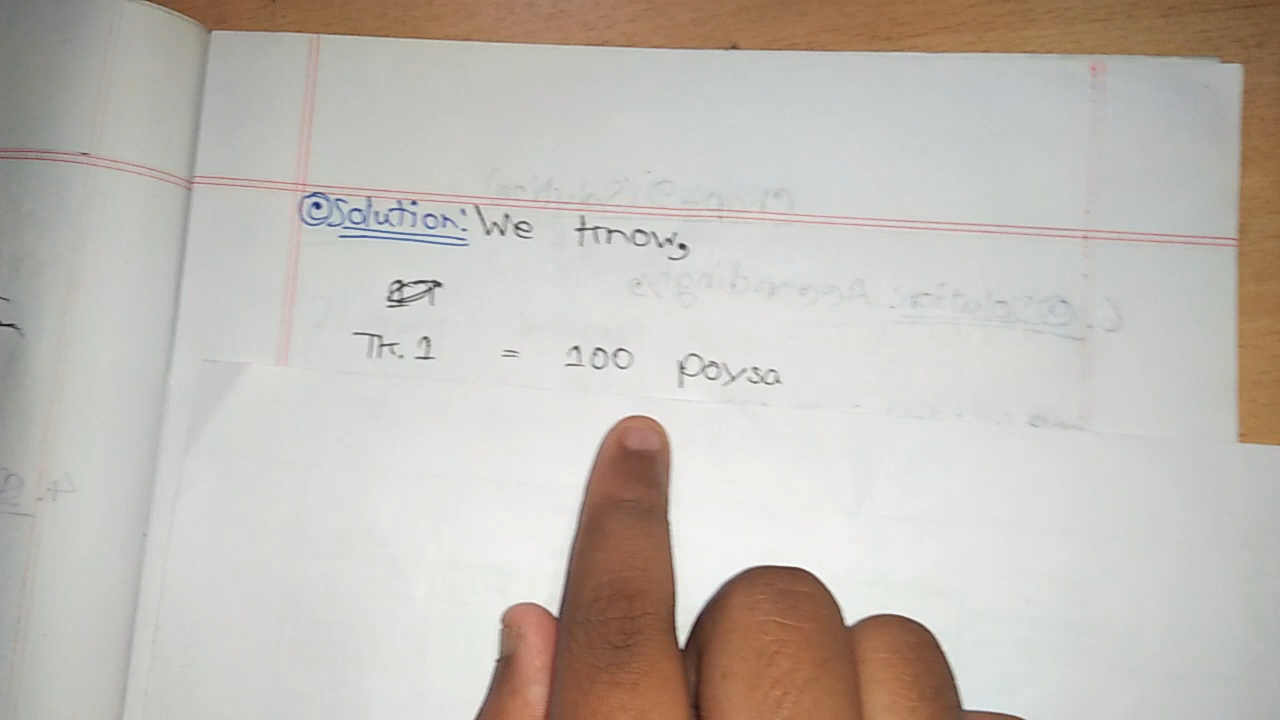 ©Solution: We know,
Tk. 1 = 100 poysa